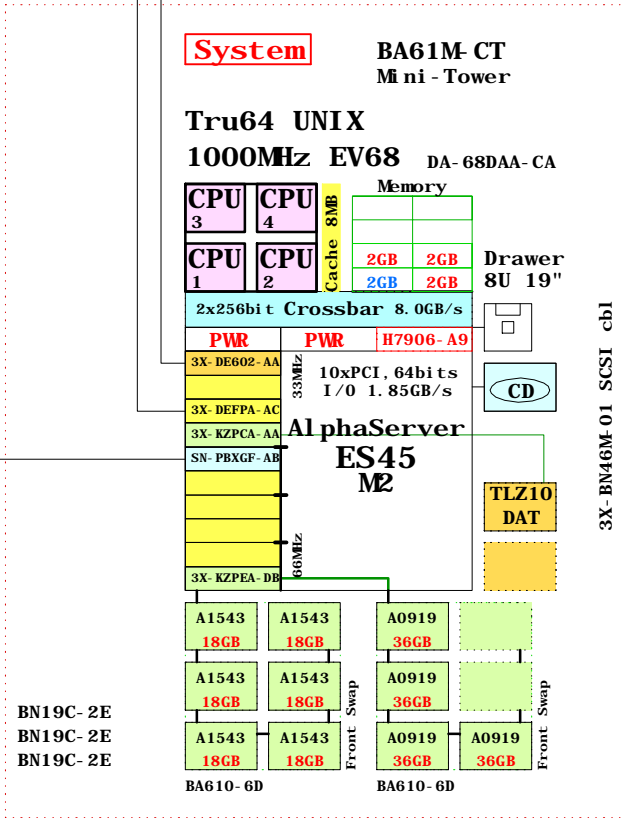 System
BA61M-CT
Mini-Tower
Tru64 UNIX
1000MHz EV68
DA-68DAA-CA
Memory
CPU
3
CPU
4
CPU
1
CPU
2
Cache 8MB
2GB 2GB
2GB 2GB
Drawer
8U 19"
2x256bit Crossbar 8.0GB/s
PWR PWR H7906-A9
3X-DE602-AA
33MHz
10xPCI, 64bits
I/O 1.85GB/s
CD
3X-DEFPA-AC
3X-KZPCA-AA
SN-PBXGF-AB
AlphaServer
ES45
M2
TLZ10
DAT
3X-BN46M-01 SCSI cbl
66MHz
3X-KZPEA-DB
A1543
18GB
A1543
18GB
A0919
36GB
A1543
18GB
A1543
18GB
A0919
36GB
A1543
18GB
A1543
18GB
A0919
36GB
A0919
36GB
Front Swap
Front Swap
BN19C-2E
BN19C-2E
BN19C-2E
BA610-6D
BA610-6D